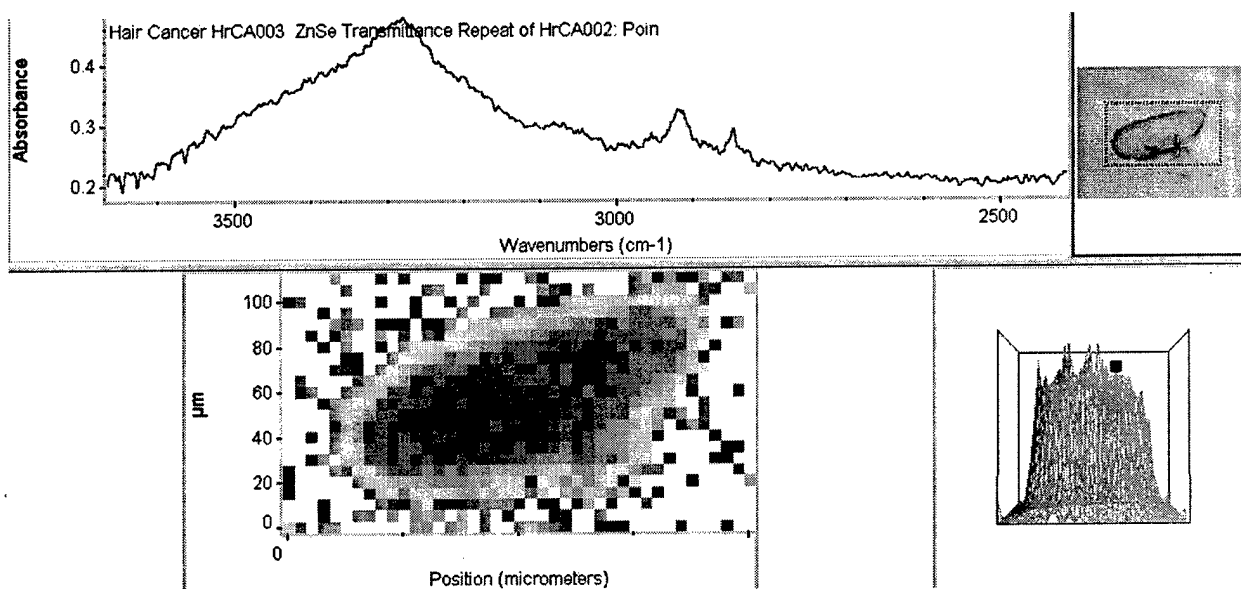 Hair Cancer HrCA003 ZnSe Transmittance Repeat of HrCA002: Poin
Absorbance
0.4
0.3
0.2
3500
3000
2500
Wavenumbers (cm-1)
100
80
60
40
20
0
µm
0
Position (micrometers)